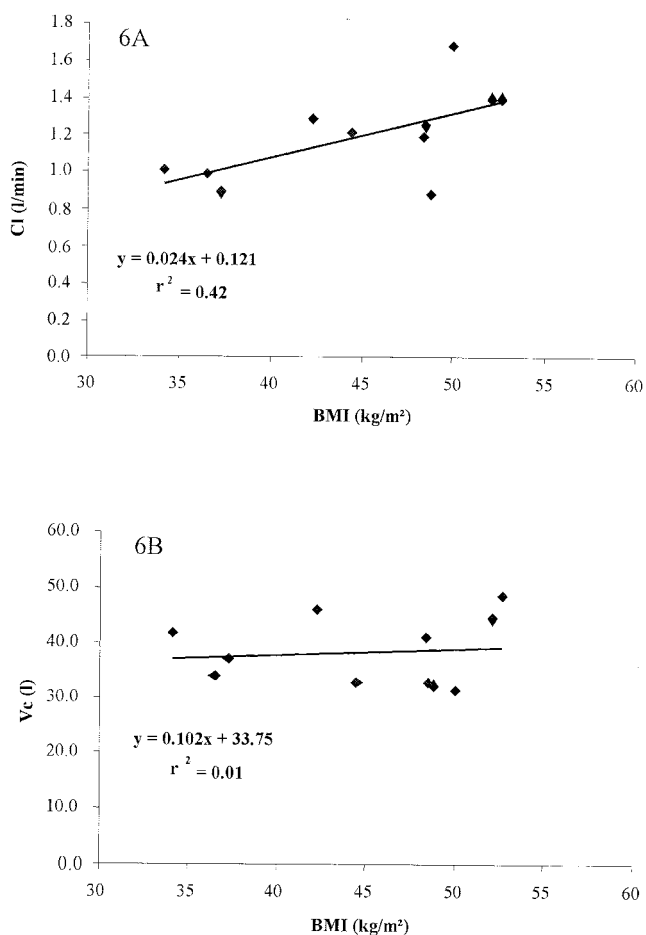 6A
1.8
1.6
1.4
1.2
1.0
0.8
0.6
0.4
0.2
0.0
Cl (l/min)
y = 0.024x + 0.121
r² = 0.42
30 35 40 45 50 55 60
BMI (kg/m²)
6B
60.0
50.0
40.0
30.0
20.0
10.0
0.0
Vc (l)
y = 0.102x + 33.75
r² = 0.01
30 35 40 45 50 55 60
BMI (kg/m²)